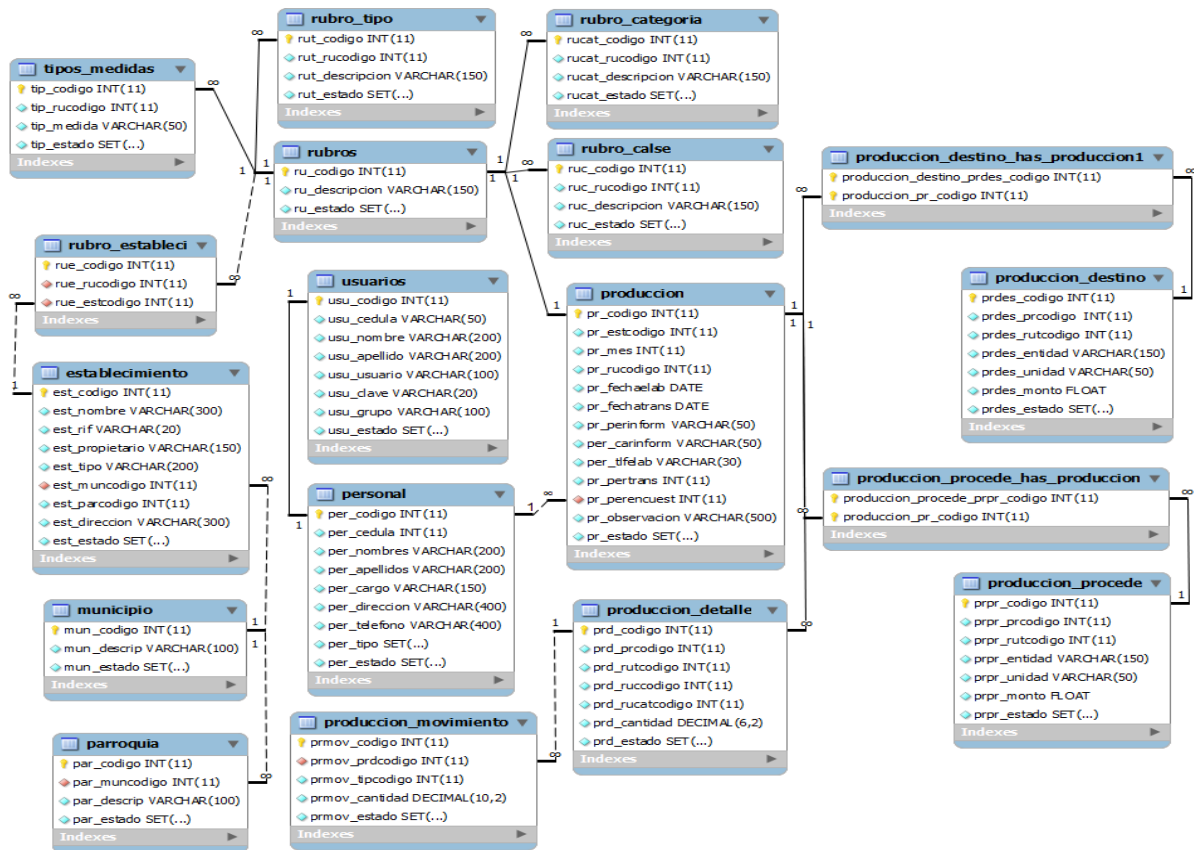 rubro_tipo
rut_codigo INT(11)
rut_rucodigo INT(11)
rut_descripcion VARCHAR(150)
rut_estado SET(...)
Indexes
rubro_categoria
rucat_codigo INT(11)
rucat_rucodigo INT(11)
rucat_descripcion VARCHAR(150)
rucat_estado SET(...)
Indexes
tipos_medidas
tip_codigo INT(11)
tip_rucodigo INT(11)
tip_medida VARCHAR(50)
tip_estado SET(...)
Indexes
rubros
ru_codigo INT(11)
ru_descripcion VARCHAR(150)
ru_estado SET(...)
Indexes
rubro_calse
ruc_codigo INT(11)
ruc_rucodigo INT(11)
ruc_descripcion VARCHAR(150)
ruc_estado SET(...)
Indexes
produccion_destino_has_produccion1
produccion_destino_prdes_codigo INT(11)
produccion_pr_codigo INT(11)
Indexes
rubro_estableci
rue_codigo INT(11)
rue_rucodigo INT(11)
rue_estcodigo INT(11)
Indexes
usuarios
usu_codigo INT(11)
usu_cedula VARCHAR(50)
usu_nombre VARCHAR(200)
usu_apellido VARCHAR(200)
usu_usuario VARCHAR(100)
usu_clave VARCHAR(20)
usu_grupo VARCHAR(100)
usu_estado SET(...)
Indexes
produccion
pr_codigo INT(11)
pr_estcodigo INT(11)
pr_mes INT(11)
pr_rucodigo INT(11)
pr_fechaelab DATE
pr_fechatrans DATE
pr_perinform VARCHAR(50)
per_carinform VARCHAR(50)
per_tlfelab VARCHAR(30)
pr_pertrans INT(11)
pr_perencuest INT(11)
pr_observacion VARCHAR(500)
pr_estado SET(...)
Indexes
produccion_destino
prdes_codigo INT(11)
prdes_prcodigo INT(11)
prdes_rutcodigo INT(11)
prdes_entidad VARCHAR(150)
prdes_unidad VARCHAR(50)
prdes_monto FLOAT
prdes_estado SET(...)
Indexes
establecimiento
est_codigo INT(11)
est_nombre VARCHAR(300)
est_rif VARCHAR(20)
est_propietario VARCHAR(150)
est_tipo VARCHAR(200)
est_muncodigo INT(11)
est_parcodigo INT(11)
est_direccion VARCHAR(300)
est_estado SET(...)
Indexes
personal
per_codigo INT(11)
per_cedula INT(11)
per_nombres VARCHAR(200)
per_apellidos VARCHAR(200)
per_cargo VARCHAR(150)
per_direccion VARCHAR(400)
per_telefono VARCHAR(400)
per_tipo SET(...)
per_estado SET(...)
Indexes
produccion_procede_has_produccion
produccion_procede_prpr_codigo INT(11)
produccion_pr_codigo INT(11)
Indexes
produccion_procede
prpr_codigo INT(11)
prpr_prcodigo INT(11)
prpr_rutcodigo INT(11)
prpr_entidad VARCHAR(150)
prpr_unidad VARCHAR(50)
prpr_monto FLOAT
prpr_estado SET(...)
Indexes
municipio
mun_codigo INT(11)
mun_descrip VARCHAR(100)
mun_estado SET(...)
Indexes
produccion_detalle
prd_codigo INT(11)
prd_prcodigo INT(11)
prd_rutcodigo INT(11)
prd_ruccodigo INT(11)
prd_rucatcodigo INT(11)
prd_cantidad DECIMAL(6,2)
prd_estado SET(...)
Indexes
parroquia
par_codigo INT(11)
par_muncodigo INT(11)
par_descrip VARCHAR(100)
par_estado SET(...)
Indexes
produccion_movimiento
prmov_codigo INT(11)
prmov_prdcodigo INT(11)
prmov_tipcodigo INT(11)
prmov_cantidad DECIMAL(10,2)
prmov_estado SET(...)
Indexes